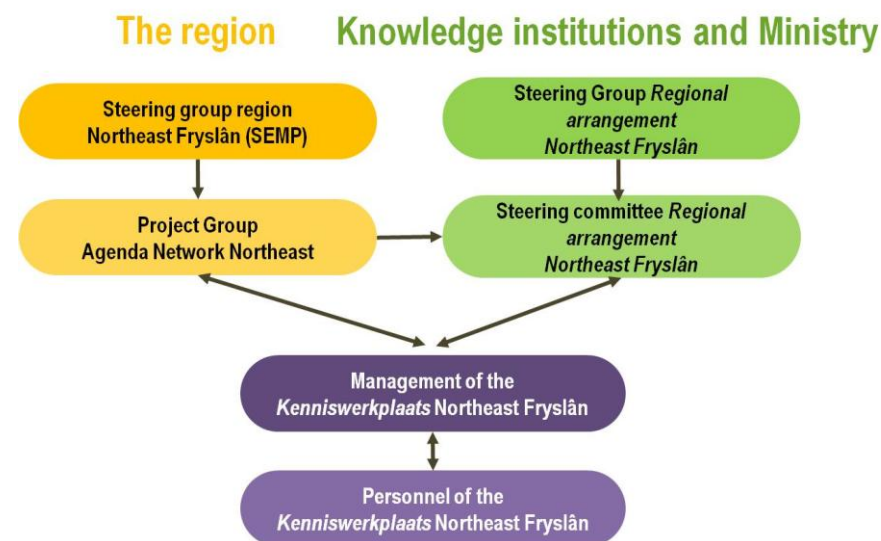 The region
Knowledge institutions and Ministry
Steering group region
Northeast Fryslân (SEMP)
Steering Group Regional
arrangement
Northeast Fryslân
Project Group
Agenda Network Northeast
Steering committee Regional
arrangement
Northeast Fryslân
Management of the
Kenniswerkplaats Northeast Fryslân
Personnel of the
Kenniswerkplaats Northeast Fryslân